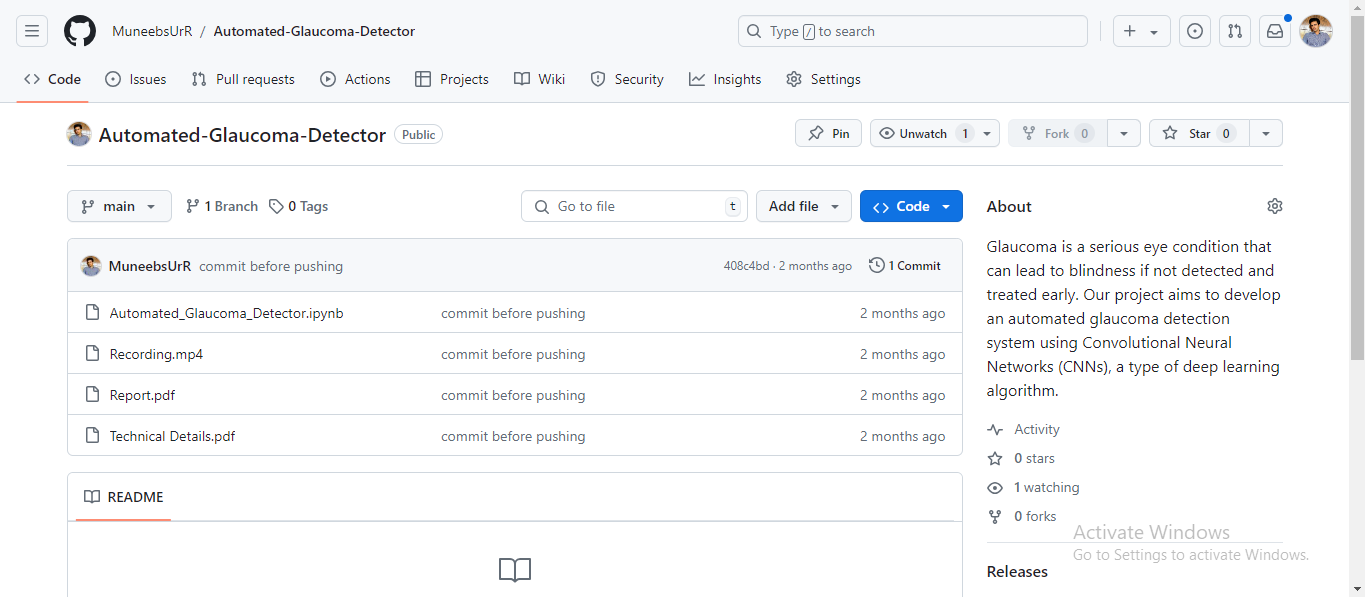 MuneebsUrR / Automated-Glaucoma-Detector
Type / to search
Code Issues Pull requests Actions Projects Wiki Security Insights Settings
Automated-Glaucoma-Detector Public
Pin Unwatch 1 Fork 0 Star 0
main 1 Branch 0 Tags
Go to file t
Add file Code
MuneebsUrR commit before pushing 408c4bd · 2 months ago 1 Commit
Automated_Glaucoma_Detector.ipynb commit before pushing 2 months ago
Recording.mp4 commit before pushing 2 months ago
Report.pdf commit before pushing 2 months ago
Technical Details.pdf commit before pushing 2 months ago
README
About
Glaucoma is a serious eye condition that
can lead to blindness if not detected and
treated early. Our project aims to develop
an automated glaucoma detection
system using Convolutional Neural
Networks (CNNs), a type of deep learning
algorithm.
Activity
0 stars
1 watching
0 forks
Activate Windows
Go to Settings to activate Windows.
Releases